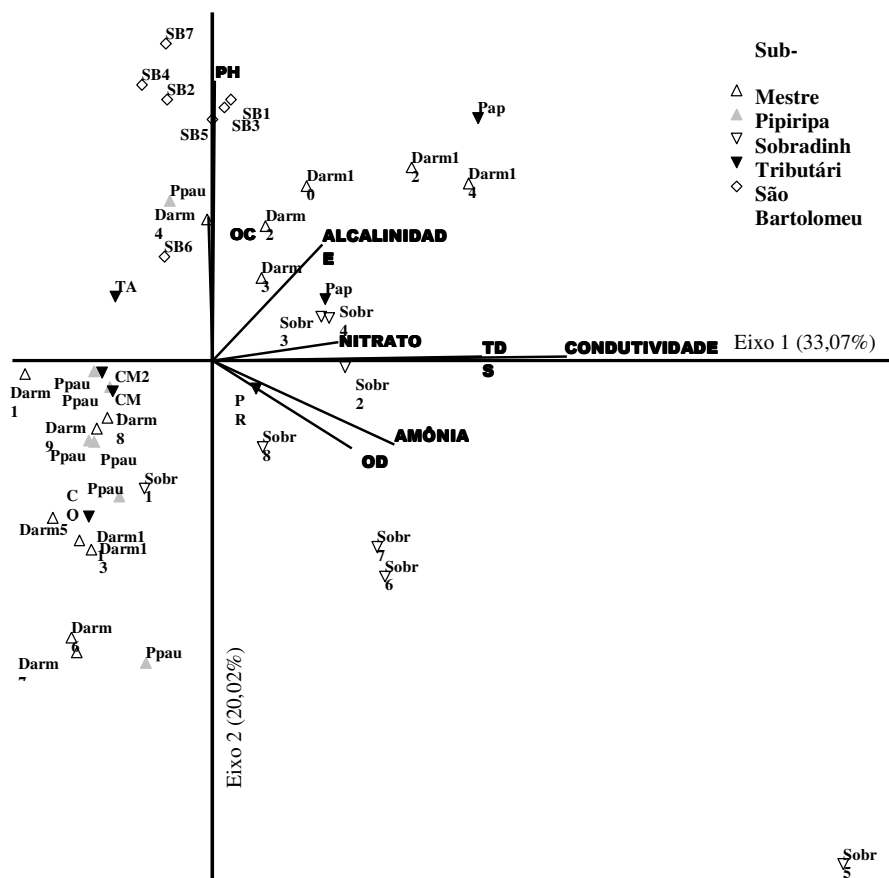 SB7
Sub-
SB4
PH
SB2
Mestre
SB1
Pap
SB5
SB3
Pipiripa
Sobradinh
Darm1
2
Tributári
Darm1
0
Darm1
4
Ppau
São
Bartolomeu
Darm
4
OC
Darm
2
ALCALINIDAD
E
SB6
Darm
3
TA
Pap
Sobr
3
Sobr
4
NITRATO
TD
S
CONDUTIVIDADE
Eixo 1 (33,07%)
Darm
1
Ppau
CM2
Ppau
CM
Sobr
2
P
R
Darm
9
Darm1
8
AMÔNIA
OD
Sobr
8
Ppau
Ppau
Ppau
C
O
Sobr
1
Darm5
Darm1
1
Darm1
3
Sobr
7
Sobr
6
Darm
6
Darm
7
Ppau
Eixo 2 (20,02%)
Sobr
5